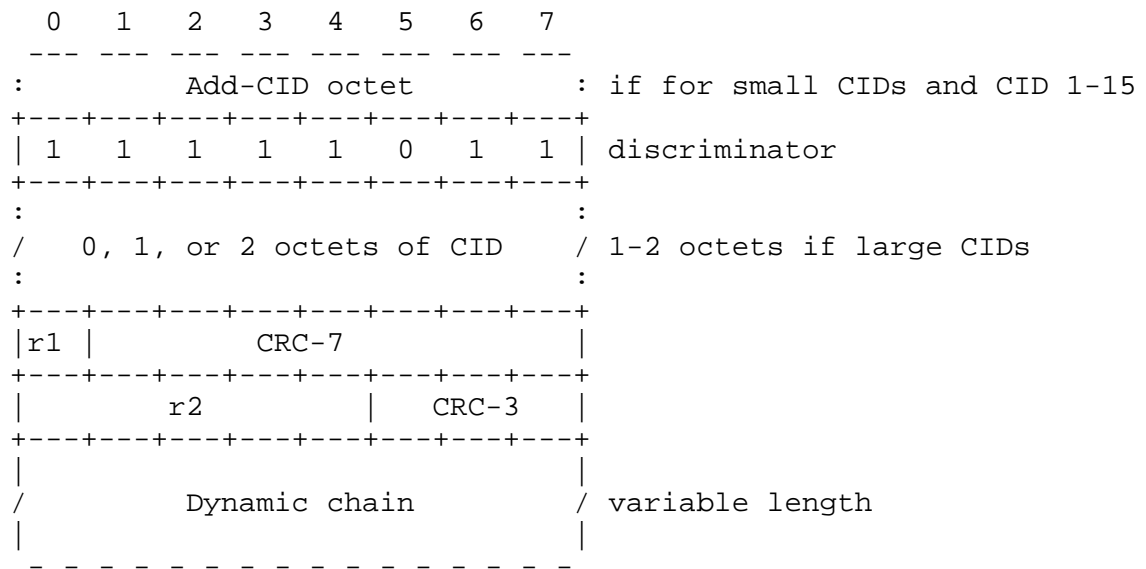 0   1   2   3   4   5   6   7
 --- --- --- --- --- --- --- ---
:         Add-CID octet         : if for small CIDs and CID 1-15
+---+---+---+---+---+---+---+---+
| 1   1   1   1   1   0   1   1 | discriminator
+---+---+---+---+---+---+---+---+
:                               :
/   0, 1, or 2 octets of CID    / 1-2 octets if large CIDs
:                               :
+---+---+---+---+---+---+---+---+
|r1 |         CRC-7             |
+---+---+---+---+---+---+---+---+
|        r2         |   CRC-3   |
+---+---+---+---+---+---+---+---+
|                               |
/         Dynamic chain         / variable length
|                               |
 - - - - - - - - - - - - - - - -